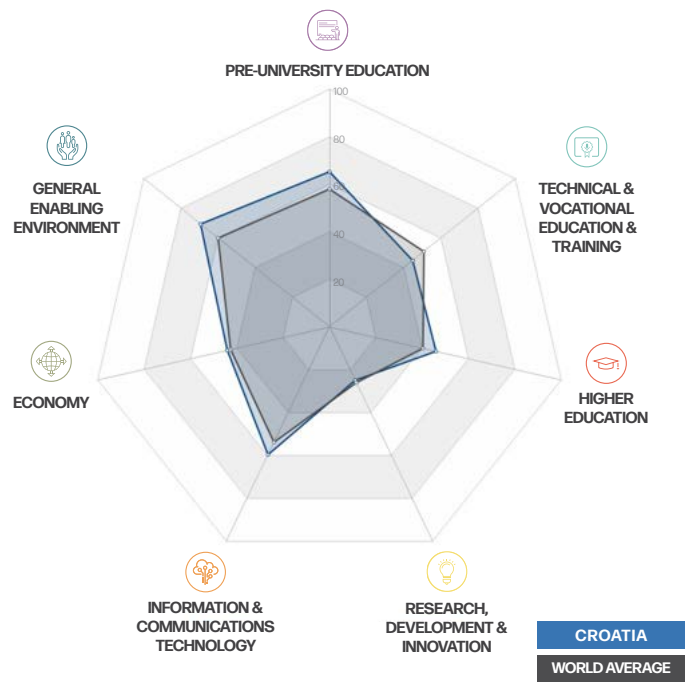 PRE-UNIVERSITY EDUCATION
100
80
60
40
20
TECHNICAL &
VOCATIONAL
EDUCATION &
TRAINING
HIGHER
EDUCATION
RESEARCH,
DEVELOPMENT &
INNOVATION
INFORMATION &
COMMUNICATIONS
TECHNOLOGY
ECONOMY
GENERAL
ENABLING
ENVIRONMENT
CROATIA
WORLD AVERAGE